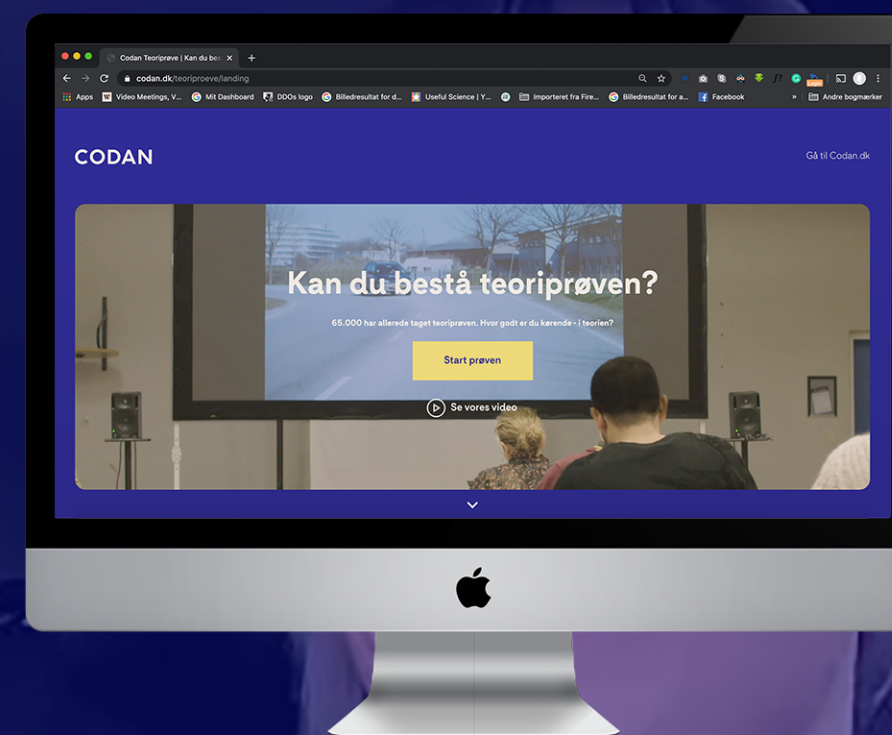 Codan Teoriprøve | Kan du bes
codan.dk/teoriproeve/landing
Login
Apps
Video Meetings, V...
Mit Dashboard
DDOs logo
Billedresultat for d...
Useful Science | Y...
Importeret fra Fire...
Billedresultat for a...
Facebook
»
Andre bogmærker
CODAN
Gå til Codan.dk
Kan du bestå teoriprøven?
65.000 har allerede taget teoriprøven. Hvor godt er du kørende - i teorien?
Start prøven
Se vores video